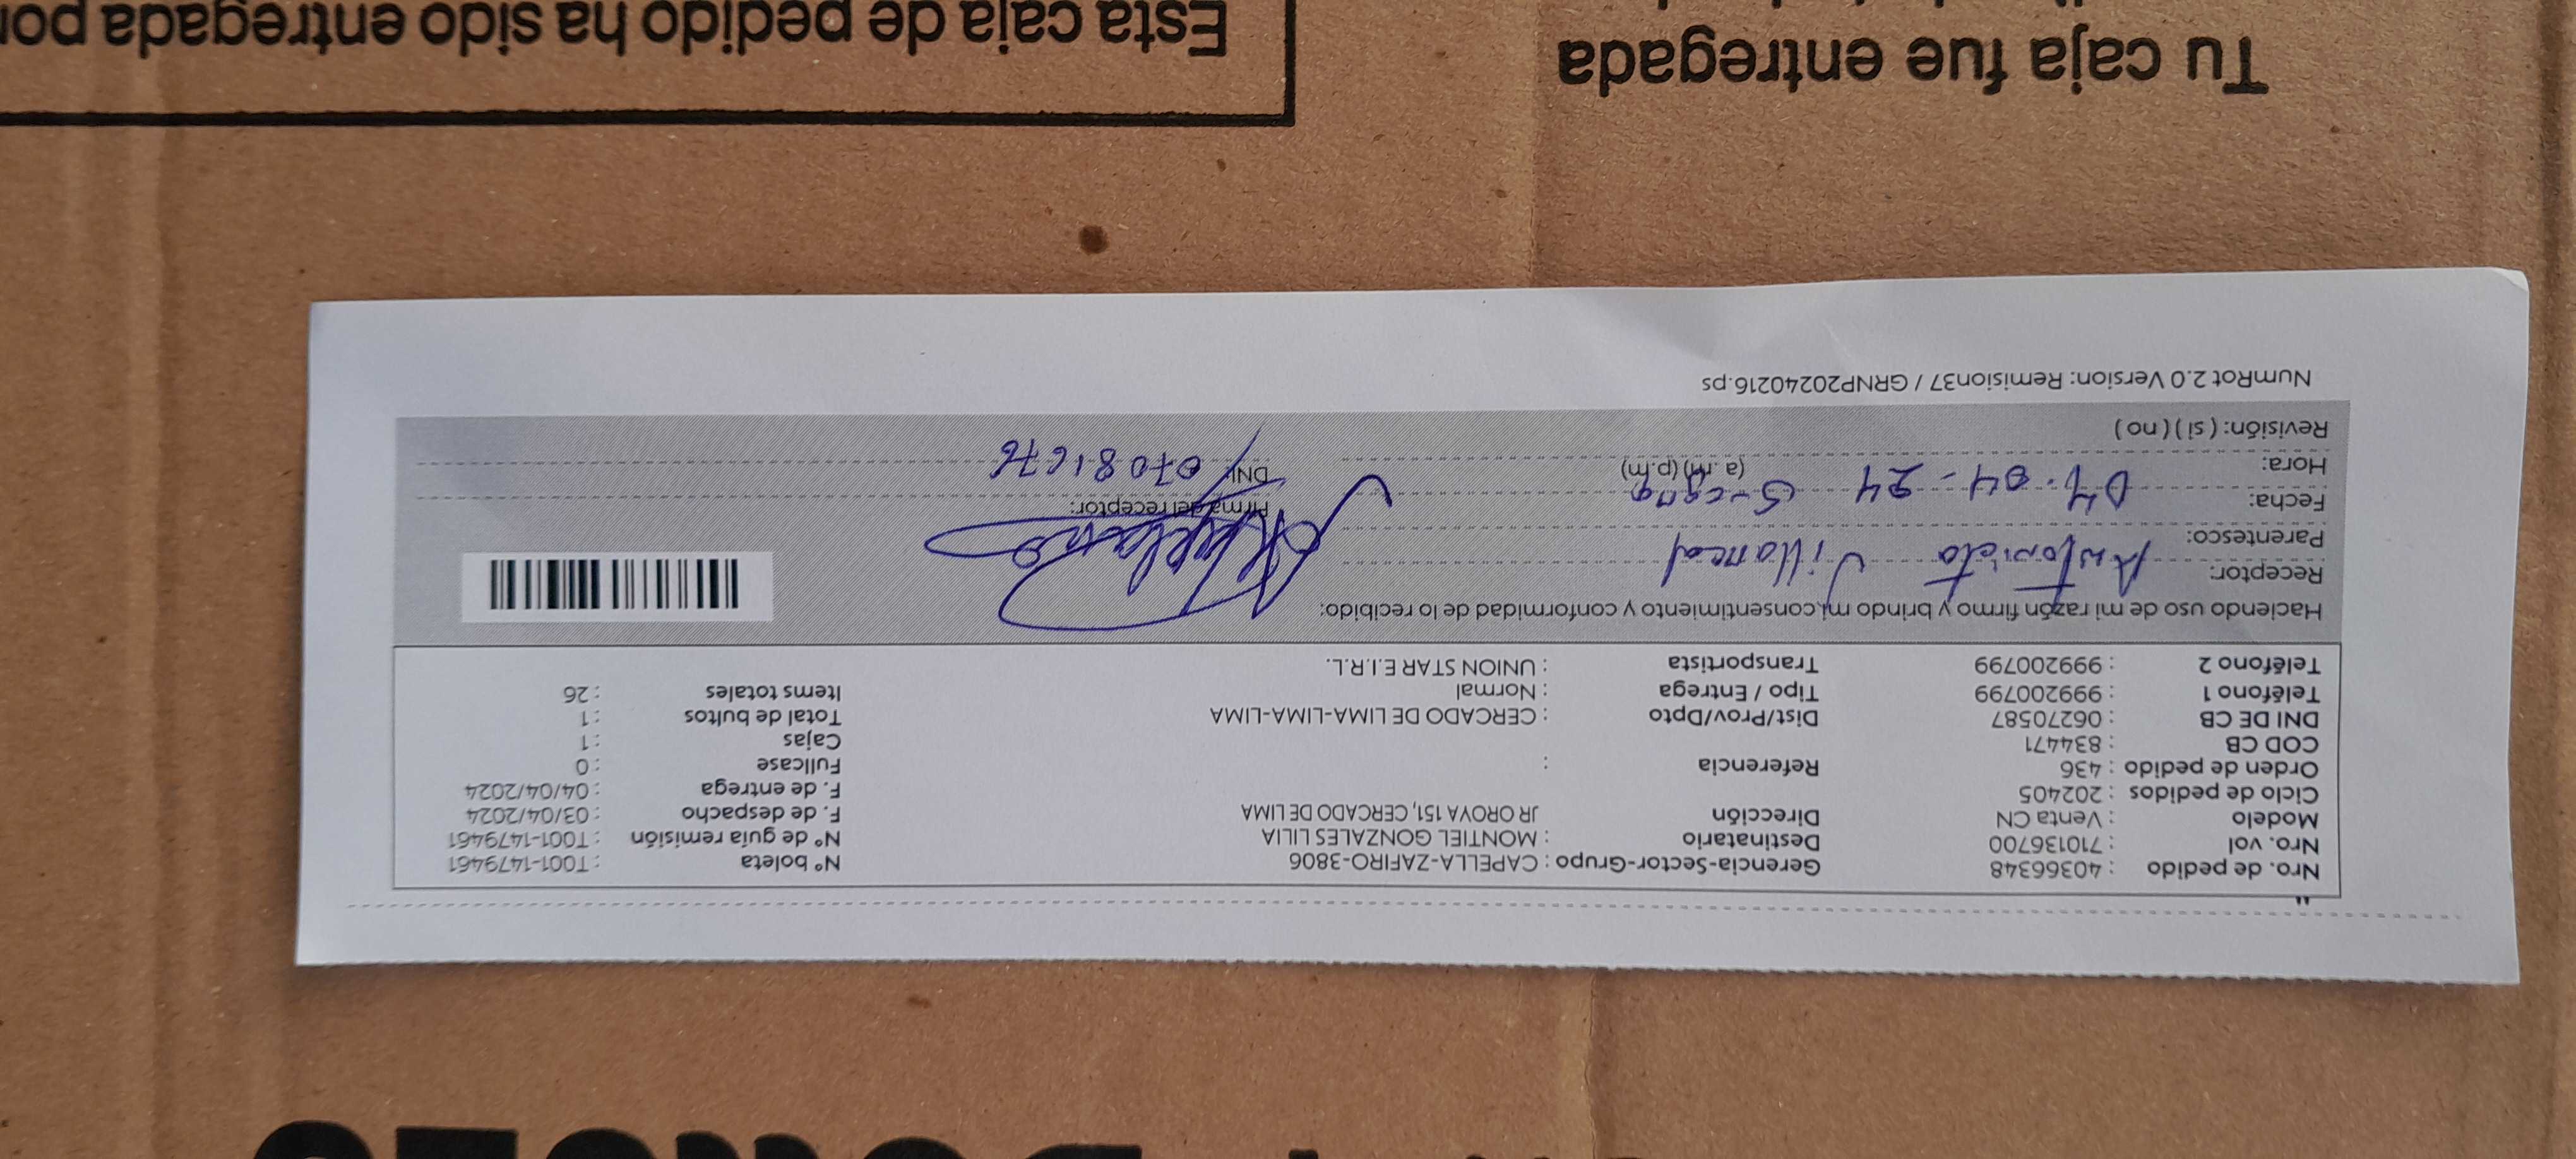 "
Nro. de pedido : 40366348 Gerencia-Sector-Grupo : CAPELLA-ZAFIRO-3806 N° boleta : T001-1479461
Nro. vol : 710136700 Destinatario : MONTIEL GONZALES LILIA N° de guía remisión : T001-1479461
Modelo : Venta CN Dirección JR OROYA 151, CERCADO DE LIMA F. de despacho : 03/04/2024
Ciclo de pedidos : 202405 F. de entrega : 04/04/2024
Orden de pedido : 436 Referencia : Fullcase : 0
COD CB : 834471 Cajas : 1
DNI DE CB : 06270587 Dist/Prov/Dpto : CERCADO DE LIMA-LIMA-LIMA Total de bultos : 1
Teléfono 1 : 999200799 Tipo / Entrega : Normal Items totales : 26
Teléfono 2 : 999200799 Transportista : UNION STAR E.I.R.L.
Haciendo uso de mi razón firmo y brindo mi consentimiento y conformidad de lo recibido:
Receptor: Antonieta
Parentesco:
Fecha: 04-04-24 Firma del receptor:
Hora: (a.m) (p.m) DNI 07081676
Revisión: ( si ) ( no )
NumRot 2.0 Version: Remision37 / GRNP20240216.ps
Tu caja fue entregada
Esta caja de pedido ha sido entregada por